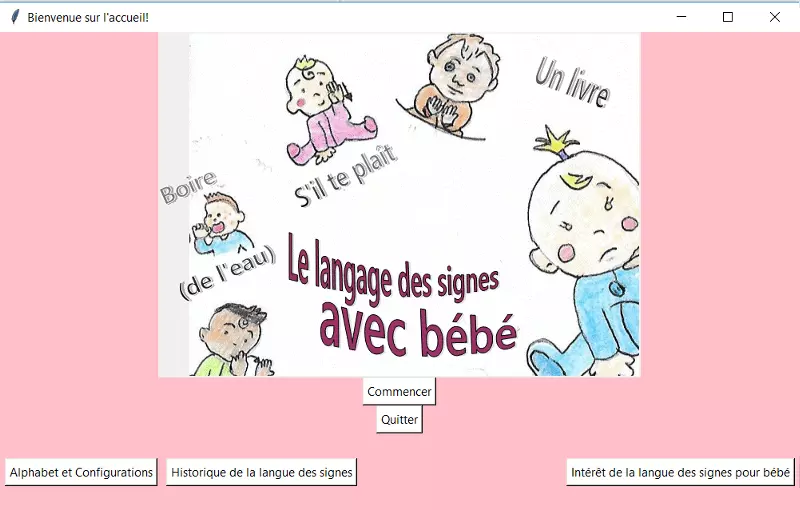 Bienvenue sur l'accueil!
Un livre
S'il te plaît
Boire
(de l'eâu)
Le langage des signes
avec bébé
Commencer
Quitter
Alphabet et Configurations
Historique de la langue des signes
Intérêt de la langue des signes pour bébé